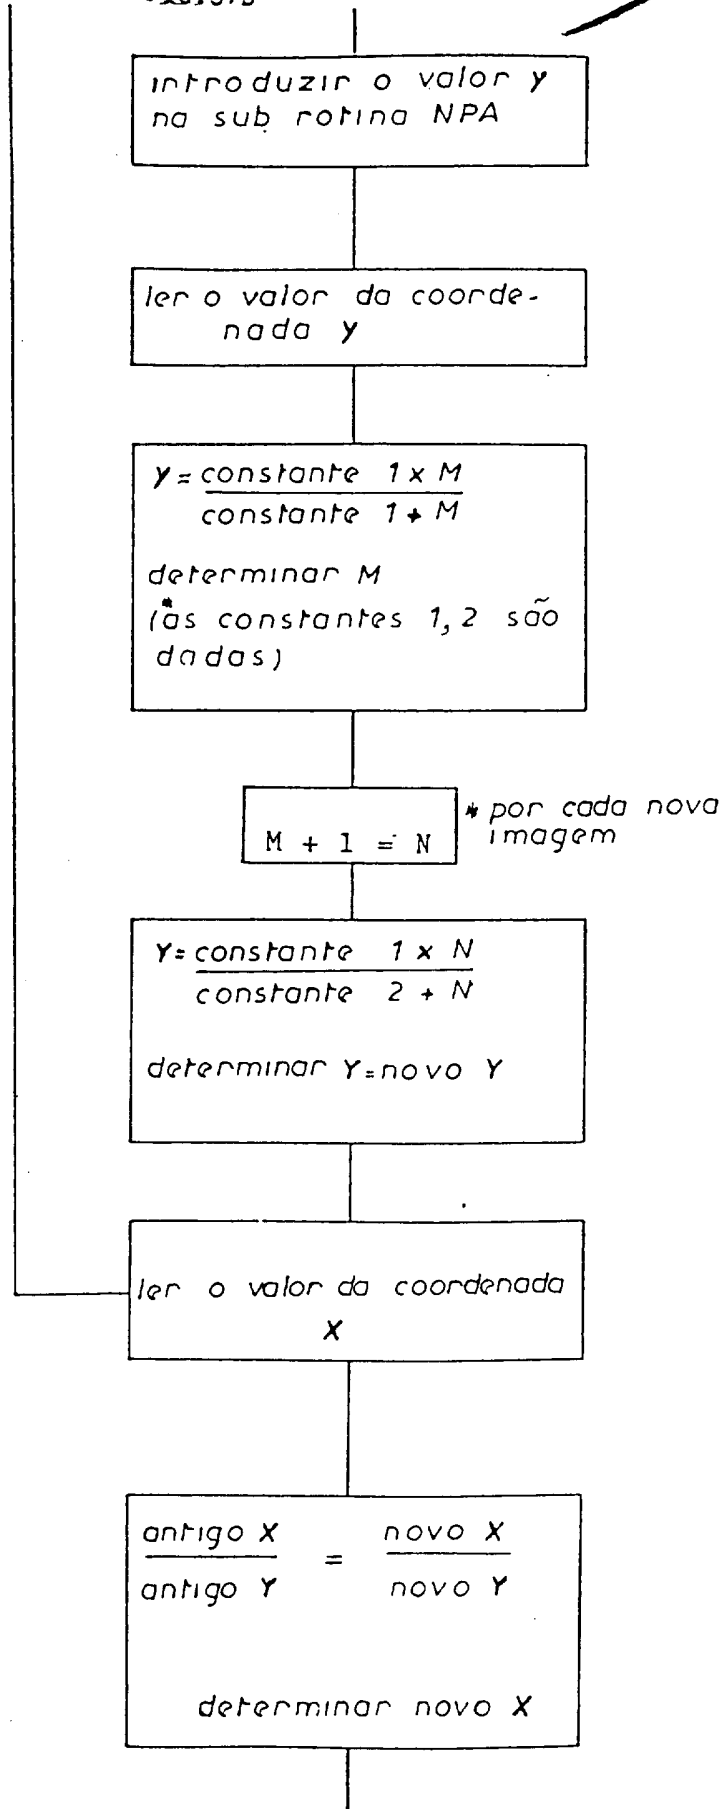 introduzir o valor y
na sub rotina NPA
ler o valor da coorde-
nada y
y = constante 1 x M
constante 1 + M
determinar M
(*as constantes 1, 2 são
dadas)
M + 1 = N
* por cada nova
imagem
Y = constante 1 x N
constante 2 + N
determinar Y = novo Y
ler o valor da coordenada
X
antigo X = novo X
antigo Y novo Y
determinar novo X